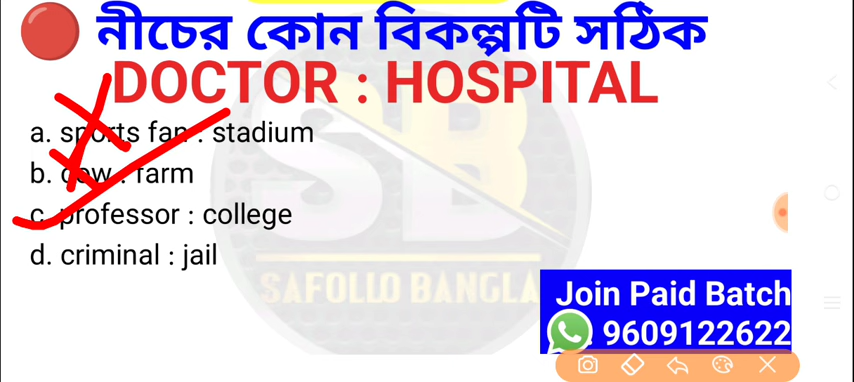 নীচের কোন বিকল্পটি সঠিক
DOCTOR : HOSPITAL
a. sports fan : stadium
b. cow : farm
c. professor : college
d. criminal : jail
SB
SAFOLLO BANGLA
Join Paid Batch
9609122622